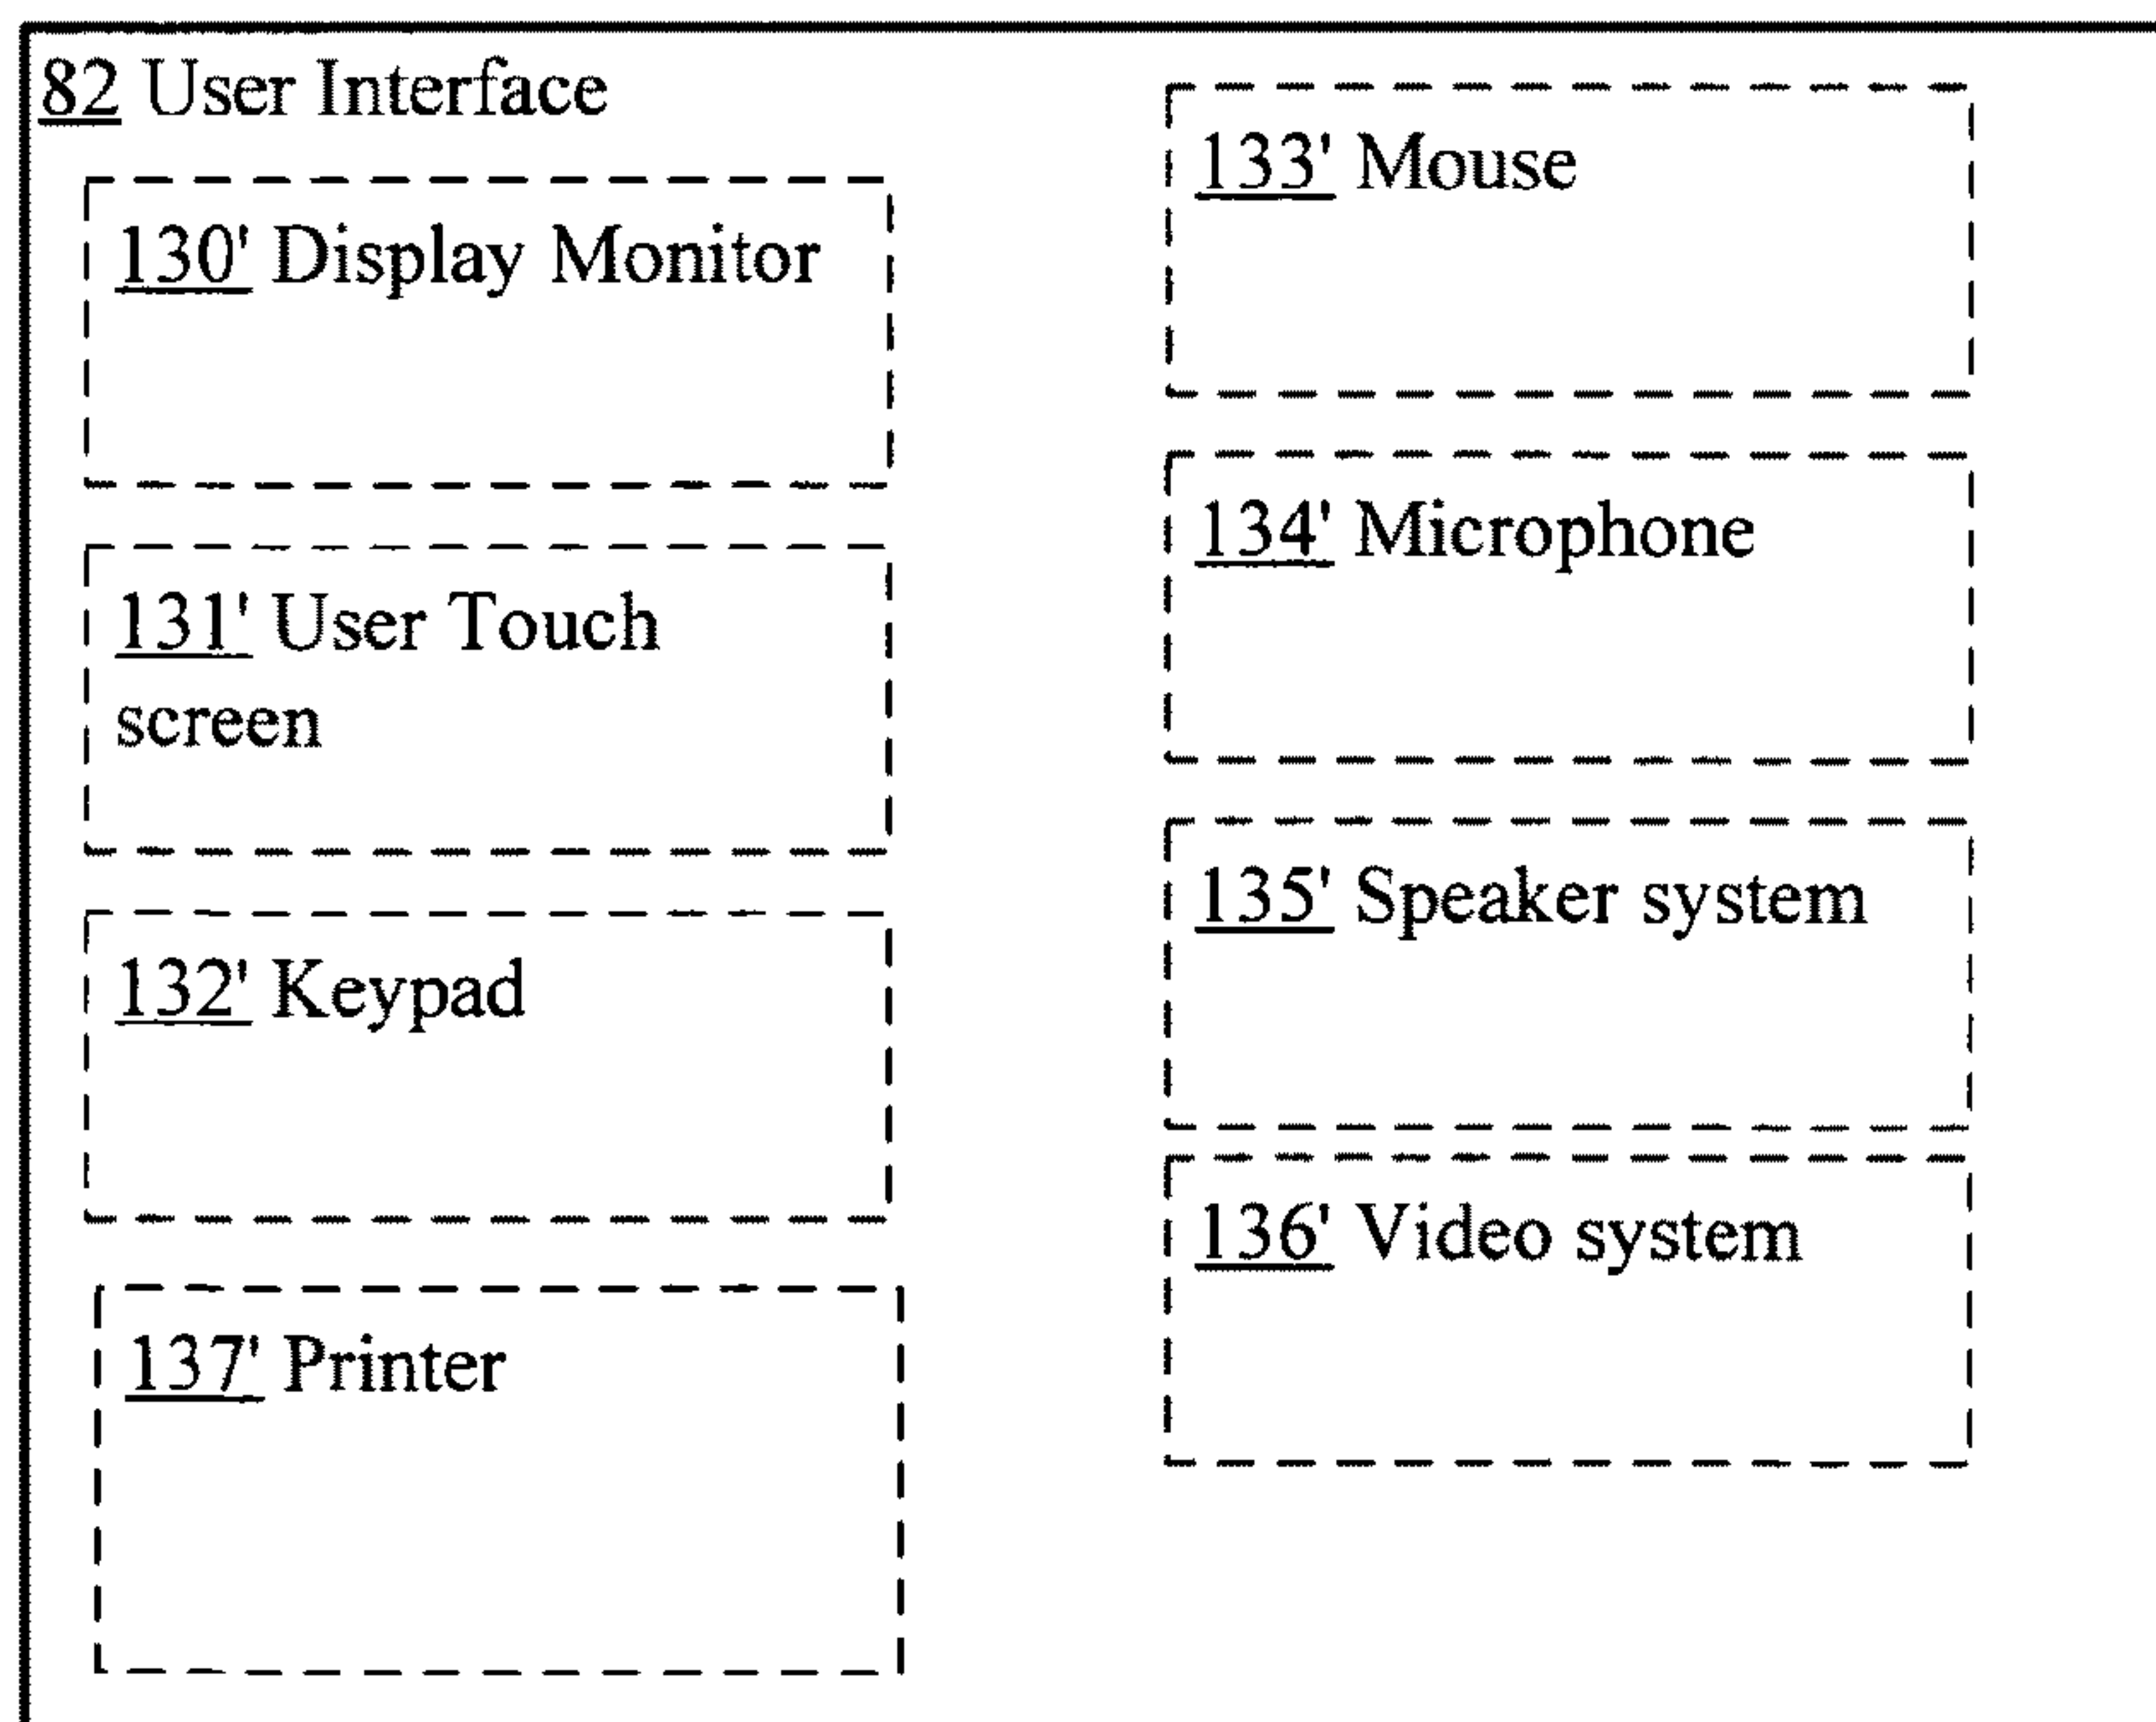 82 User Interface
130' Display Monitor
131' User Touch
screen
132' Keypad
137' Printer
133' Mouse
134' Microphone
135' Speaker system
136' Video system